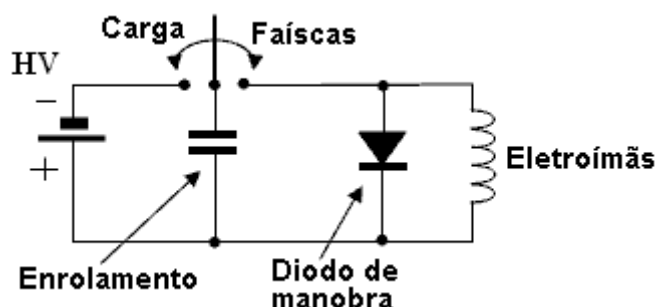 Carga
Faíscas
HV
−
+
Eletroímãs
Enrolamento
Diodo de
manobra